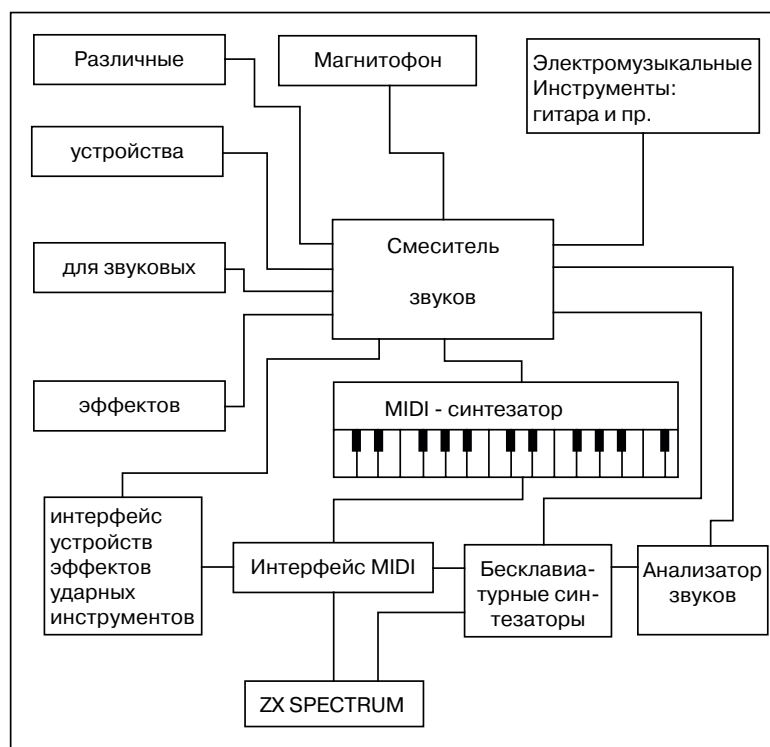 Различные
Магнитофон
Электромузыкальные
Инструменты:
гитара и пр.
устройства
для звуковых
эффектов
Смеситель
звуков
MIDI - синтезатор
интерфейс
устройств
эффектов
ударных
инструментов
Интерфейс MIDI
Бесклавиа-
турные син-
тезаторы
Анализатор
звуков
ZX SPECTRUM